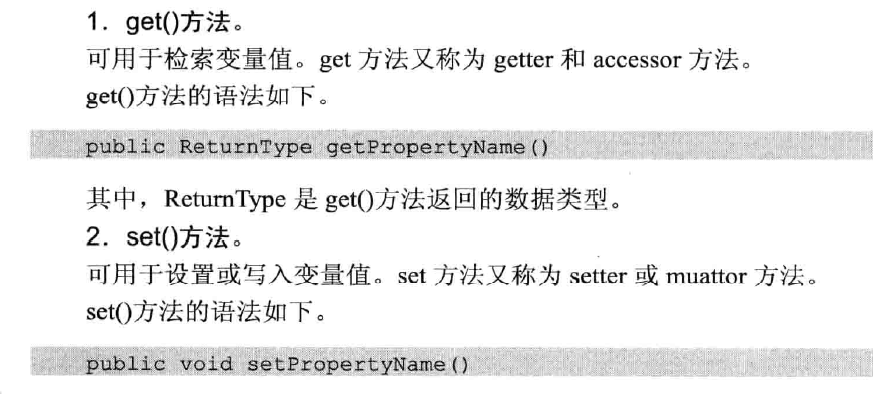 1．get()方法。
可用于检索变量值。get 方法又称为 getter 和 accessor 方法。
get()方法的语法如下。
public ReturnType getPropertyName()
其中，ReturnType 是 get()方法返回的数据类型。
2．set()方法。
可用于设置或写入变量值。set 方法又称为 setter 或 muattor 方法。
set()方法的语法如下。
public void setPropertyName()